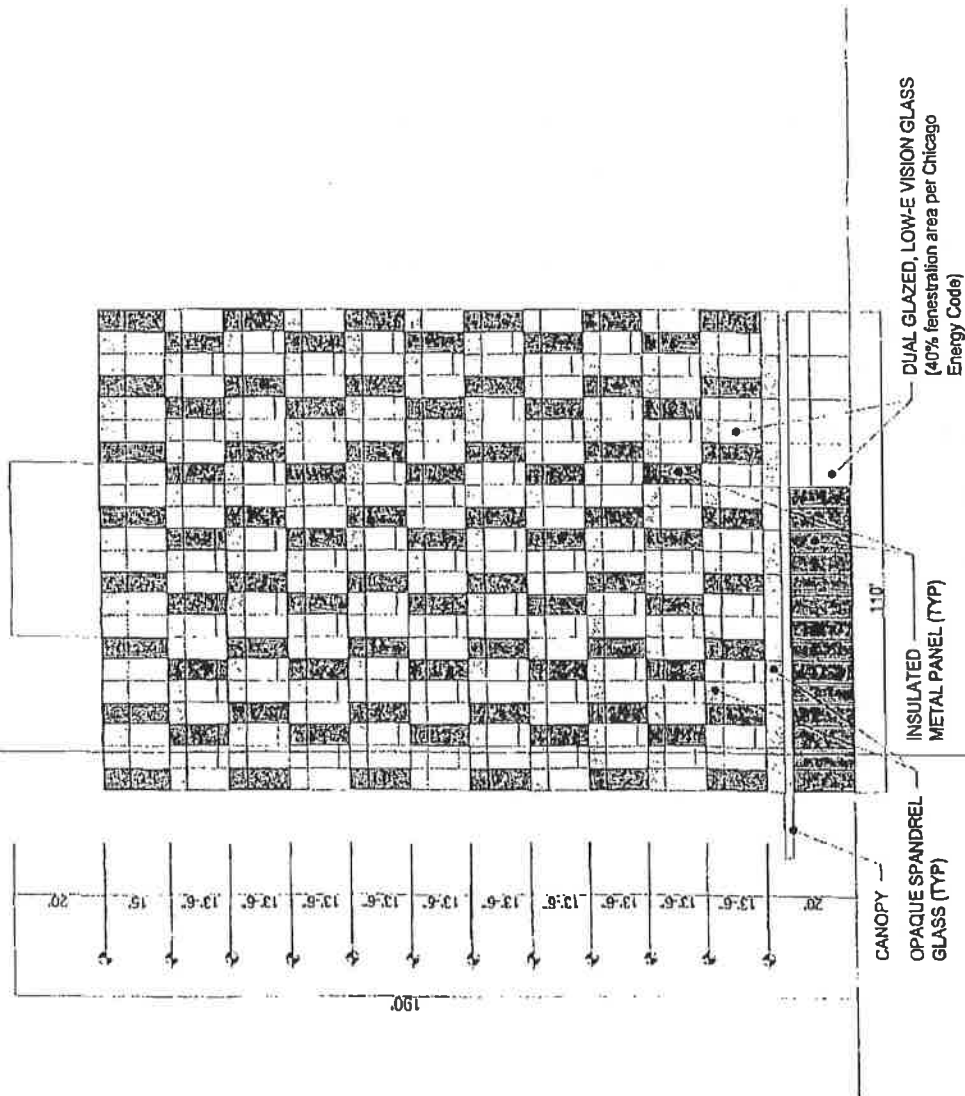 190'
20'
15'
13'-6"
13'-6"
13'-6"
13'-6"
13'-6"
13'-6"
13'-6"
13'-6"
13'-6"
13'-6"
20'
110'
CANOPY
OPAQUE SPANDREL
GLASS (TYP)
INSULATED
METAL PANEL (TYP)
DUAL GLAZED, LOW-E VISION GLASS
(40% fenestration area per Chicago
Energy Code)